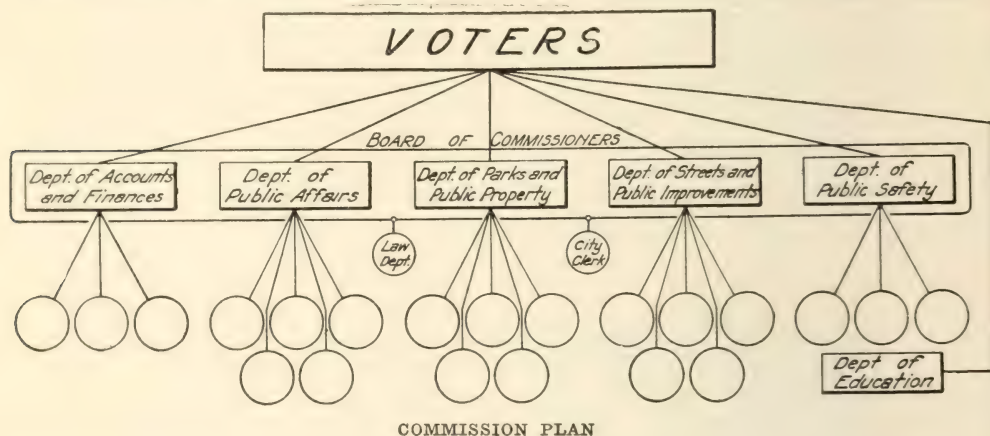 VOTERS
BOARD OF COMMISSIONERS
Dept. of Accounts
and Finances
Dept. of
Public Affairs
Dept. of Parks and
Public Property
Dept. of Streets and
Public Improvements
Dept. of
Public Safety
Law
Dept.
City
Clerk
Dept of
Education
COMMISSION PLAN